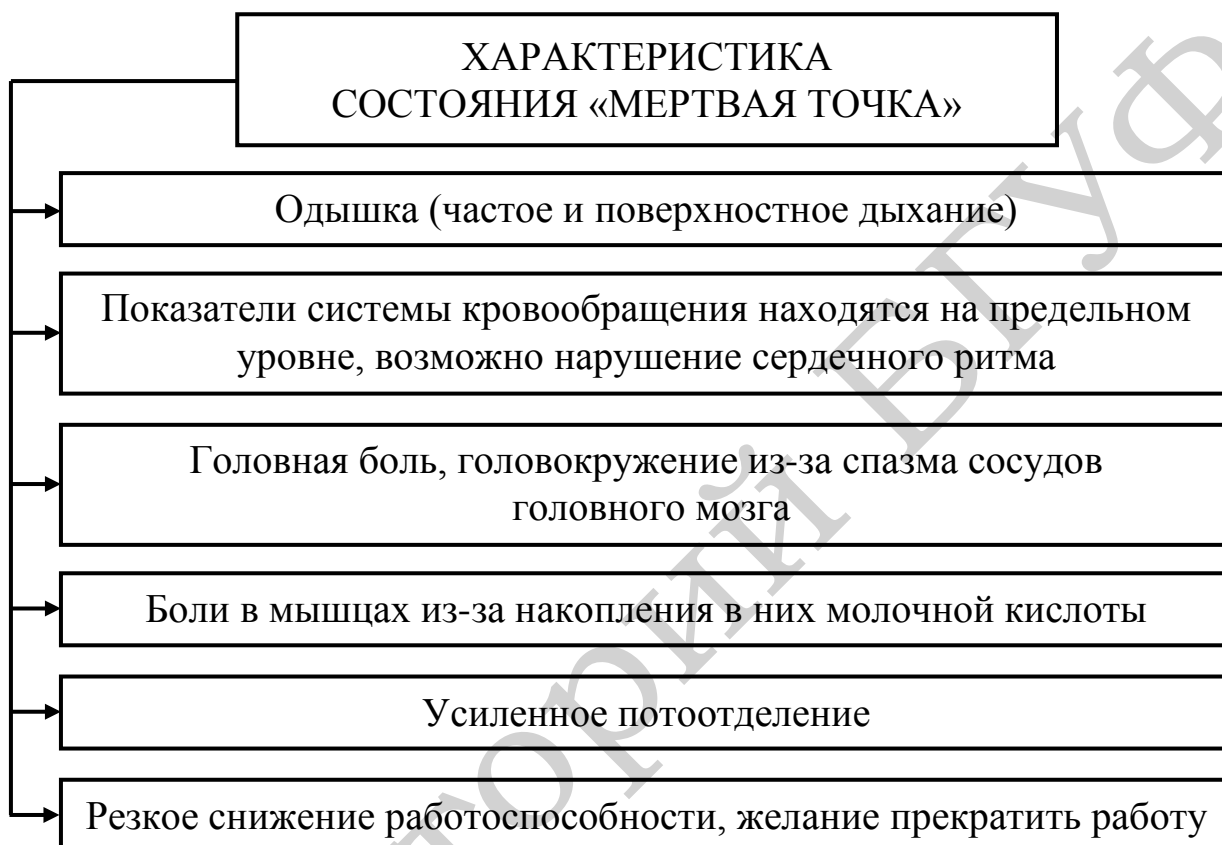 ХАРАКТЕРИСТИКА
СОСТОЯНИЯ «МЕРТВАЯ ТОЧКА»
Одышка (частое и поверхностное дыхание)
Показатели системы кровообращения находятся на предельном
уровне, возможно нарушение сердечного ритма
Головная боль, головокружение из-за спазма сосудов
головного мозга
Боли в мышцах из-за накопления в них молочной кислоты
Усиленное потоотделение
Резкое снижение работоспособности, желание прекратить работу